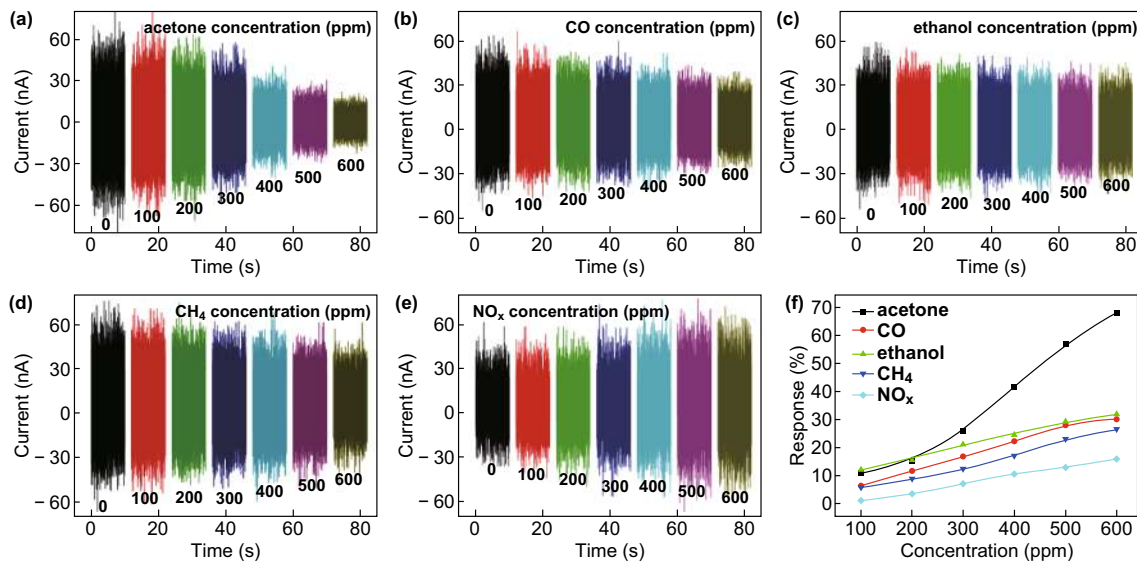 (a)
acetone concentration (ppm)
Current (nA)
60
30
0
− 30
− 60
0
100
200
300
400
500
600
0 20 40 60 80
Time (s)
(b)
CO concentration (ppm)
Current (nA)
60
30
0
− 30
− 60
0
100
200
300
400
500
600
0 20 40 60 80
Time (s)
(c)
ethanol concentration (ppm)
Current (nA)
60
30
0
− 30
− 60
0
100
200
300
400
500
600
0 20 40 60 80
Time (s)
(d)
CH4 concentration (ppm)
Current (nA)
60
30
0
− 30
− 60
0
100
200
300
400
500
600
0 20 40 60 80
Time (s)
(e)
NOx concentration (ppm)
Current (nA)
60
30
0
− 30
− 60
0
100
200
300
400
500
600
0 20 40 60 80
Time (s)
(f)
acetone
CO
ethanol
CH4
NOx
Response (%)
70
60
50
40
30
20
10
0
100 200 300 400 500 600
Concentration (ppm)